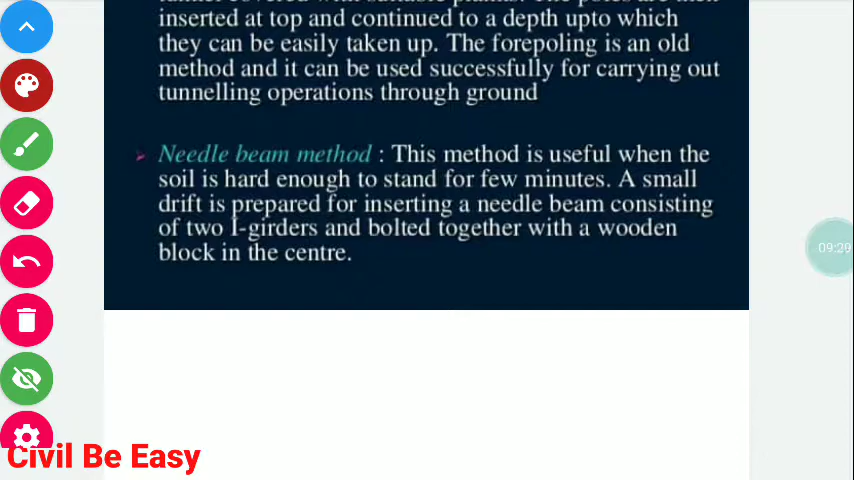 inserted at top and continued to a depth upto which
they can be easily taken up. The forepoling is an old
method and it can be used successfully for carrying out
tunnelling operations through ground
Needle beam method : This method is useful when the
soil is hard enough to stand for few minutes. A small
drift is prepared for inserting a needle beam consisting
of two I-girders and bolted together with a wooden
block in the centre.
09:29
Civil Be Easy